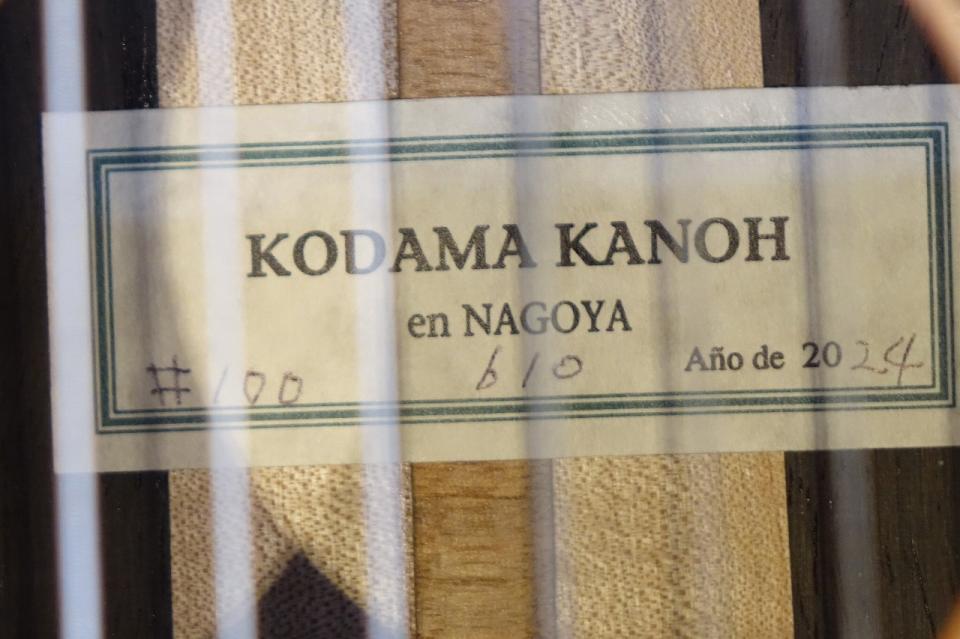 KODAMA KANOH
en NAGOYA
#100 610 Año de 2024